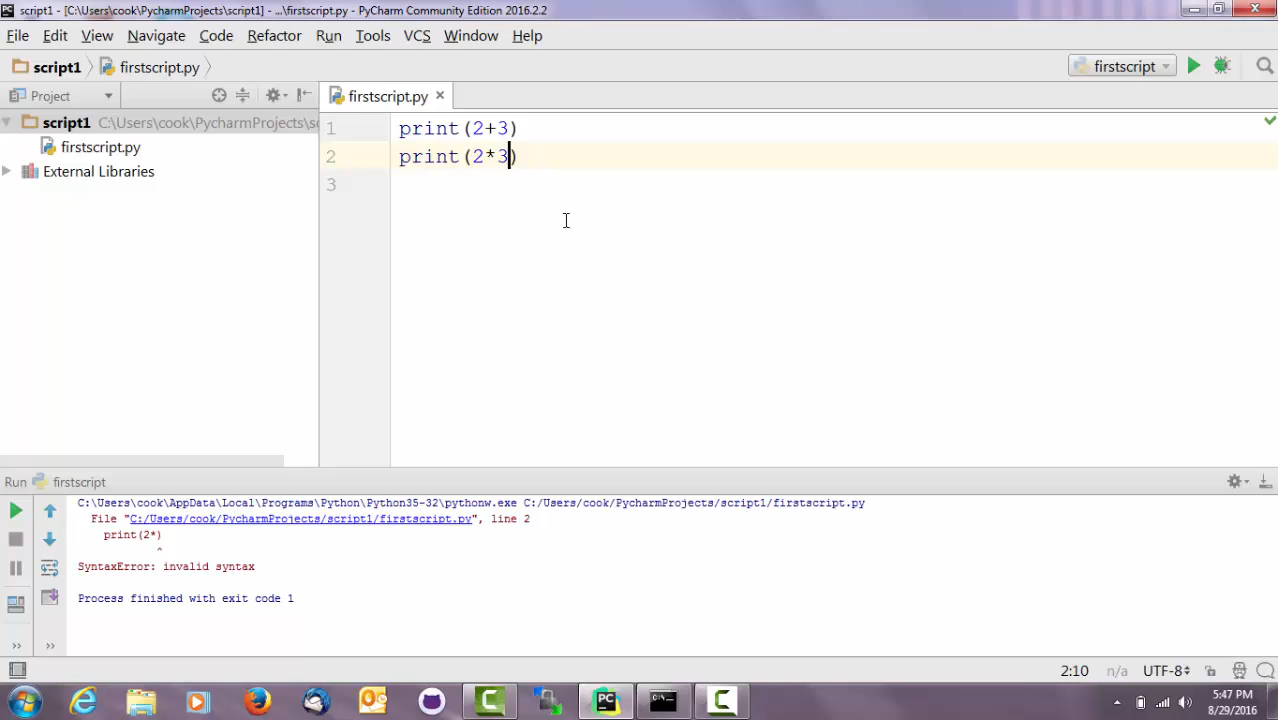 script1 - [C:\Users\cook\PycharmProjects\script1] - ...\firstscript.py - PyCharm Community Edition 2016.2.2
File Edit View Navigate Code Refactor Run Tools VCS Window Help
script1 firstscript.py firstscript
Project firstscript.py
script1 C:\Users\cook\PycharmProjects\s
firstscript.py
External Libraries
1 print(2+3)
2 print(2*3)
3
Run firstscript
C:\Users\cook\AppData\Local\Programs\Python\Python35-32\pythonw.exe C:/Users/cook/PycharmProjects/script1/firstscript.py
File "C:/Users/cook/PycharmProjects/script1/firstscript.py", line 2
print(2*)
^
SyntaxError: invalid syntax
Process finished with exit code 1
2:10 n/a UTF-8
PC
5:47 PM
8/29/2016